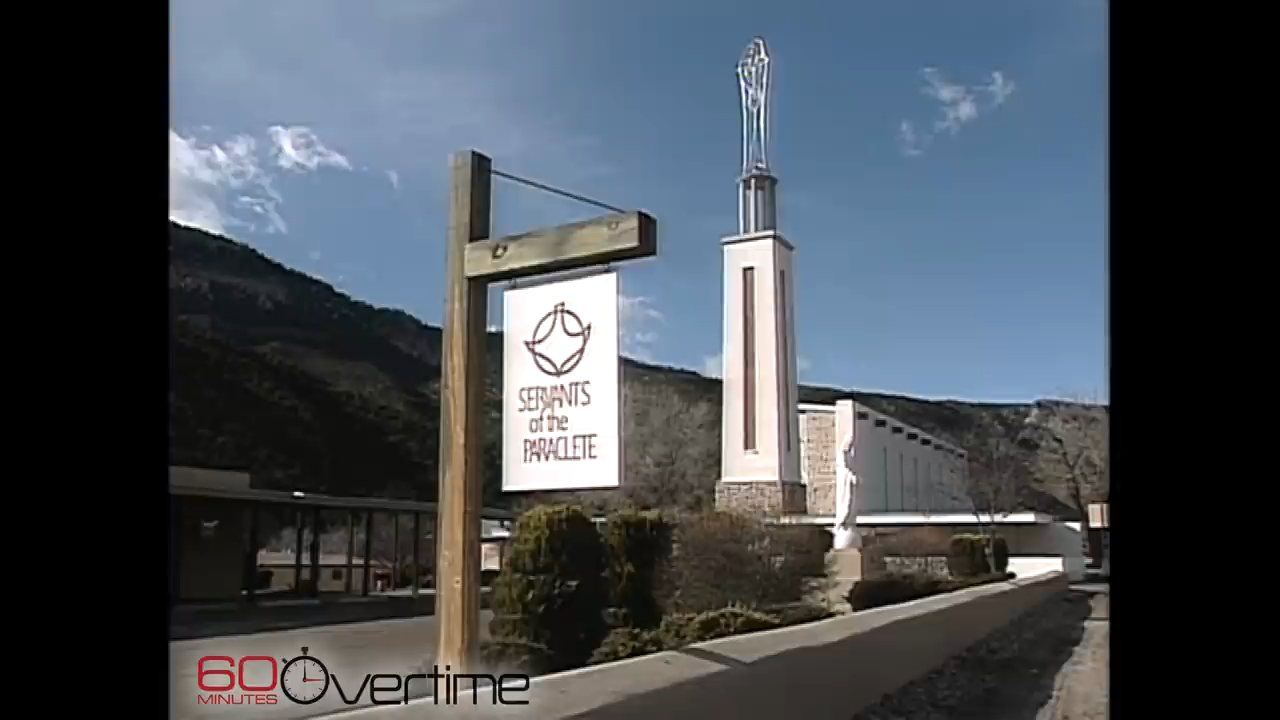 SERVANTS
of the
PARACLETE
60 Overtime
MINUTES